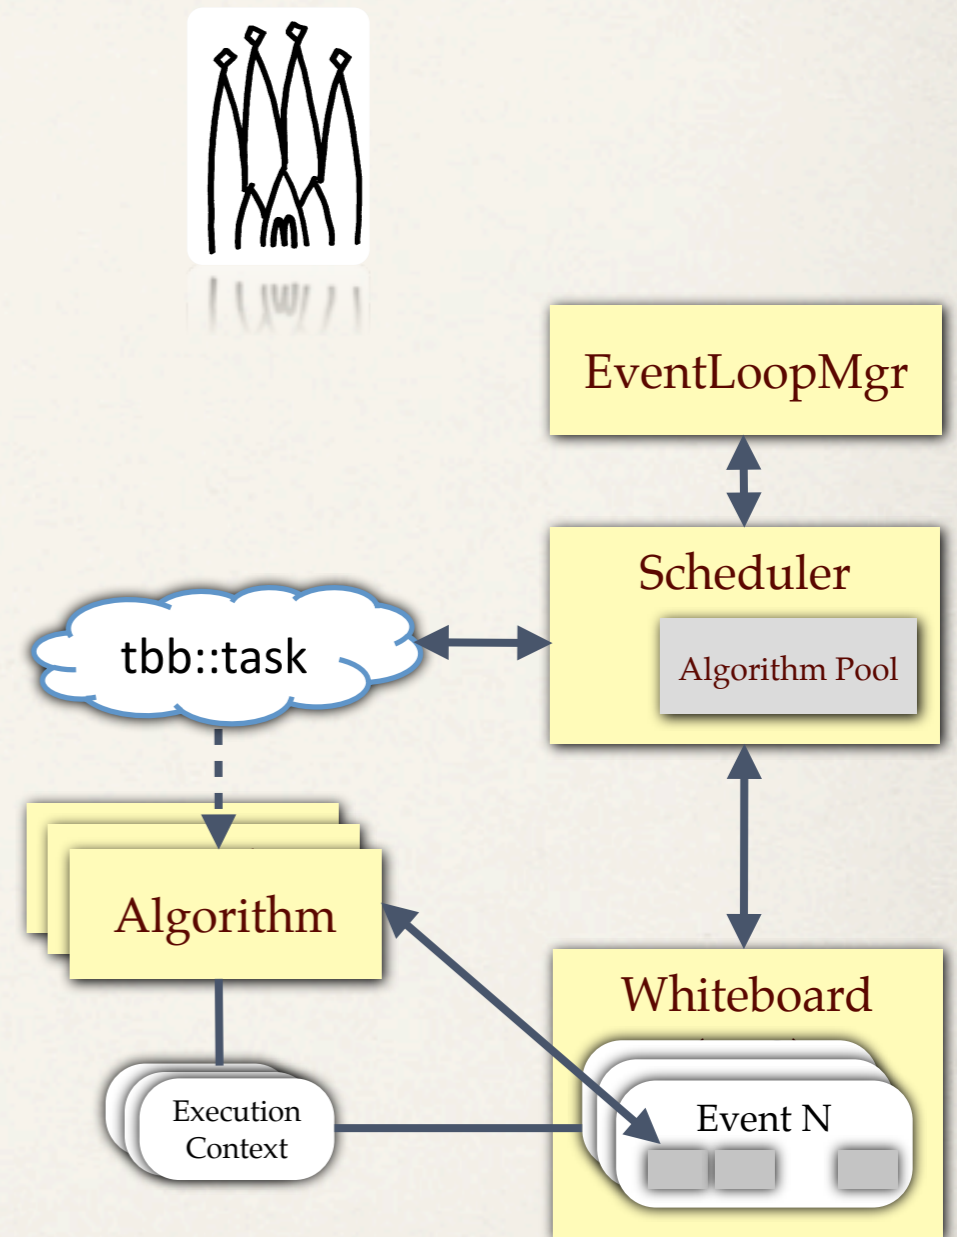 EventLoopMgr
Scheduler
Algorithm Pool
tbb::task
Algorithm
Whiteboard
Execution
Context
Event N